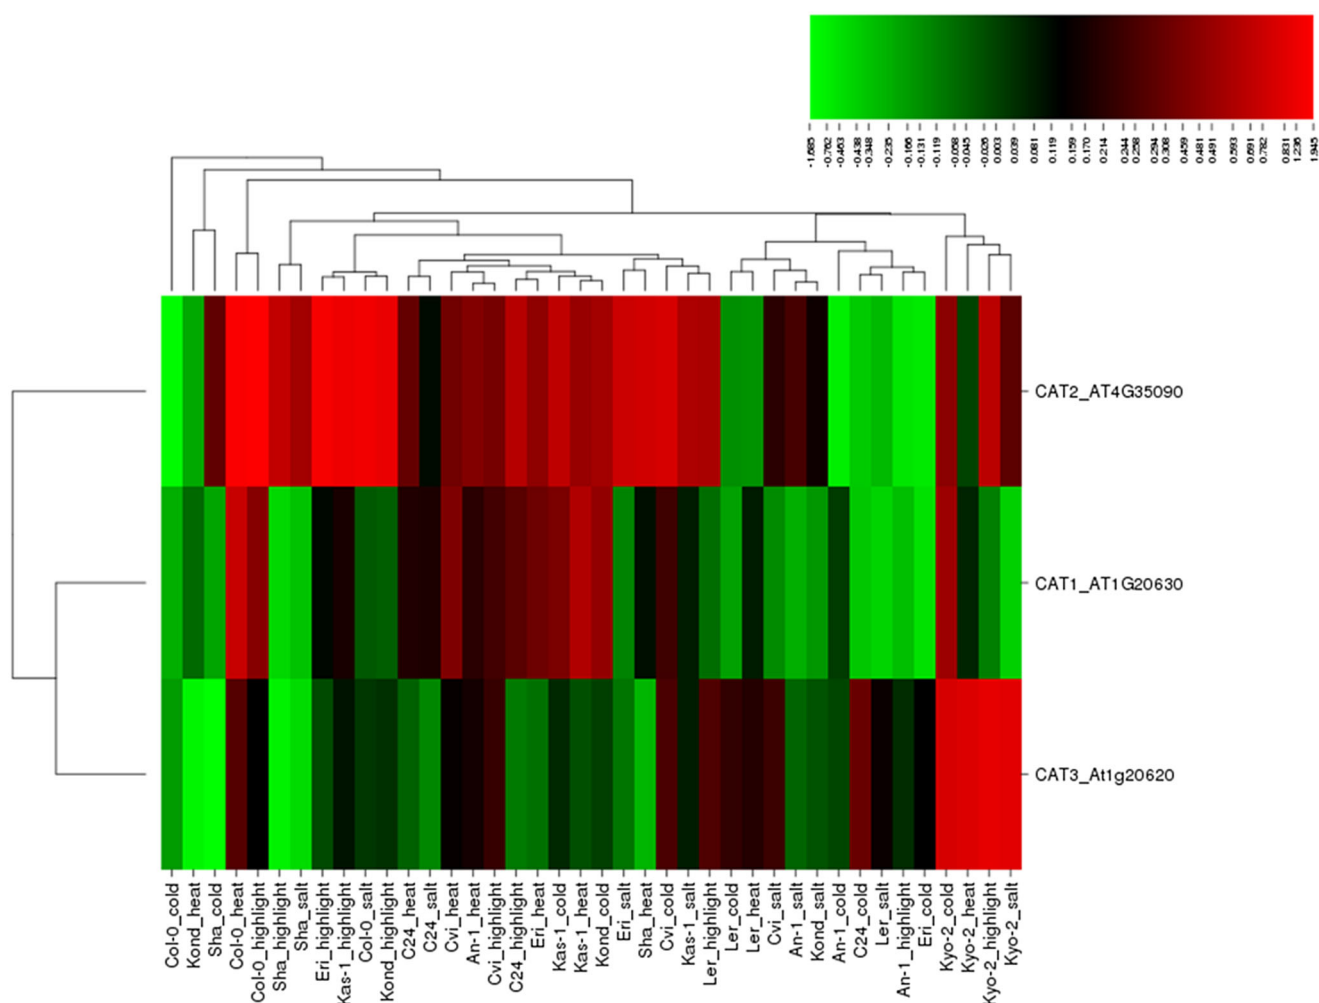 -1.685
-0.762
-0.463
-0.438
-0.348
-0.235
-0.166
-0.131
-0.119
-0.058
-0.045
-0.026
0.003
0.039
0.081
0.119
0.159
0.170
0.214
0.244
0.258
0.294
0.308
0.459
0.481
0.491
0.593
0.691
0.782
0.831
1.236
1.945
CAT2_AT4G35090
CAT1_AT1G20630
CAT3_At1g20620
Col-0_cold
Kond_heat
Sha_cold
Col-0_heat
Col-0_highlight
Sha_highlight
Sha_salt
Eri_highlight
Kas-1_highlight
Col-0_salt
Kond_highlight
C24_heat
C24_salt
Cvi_heat
An-1_heat
Cvi_highlight
C24_highlight
Eri_heat
Kas-1_cold
Kas-1_heat
Kond_cold
Eri_salt
Sha_heat
Cvi_cold
Kas-1_salt
Ler_highlight
Ler_cold
Ler_heat
Cvi_salt
An-1_salt
Kond_salt
An-1_cold
C24_cold
Ler_salt
An-1_highlight
Eri_cold
Kyo-2_cold
Kyo-2_heat
Kyo-2_highlight
Kyo-2_salt